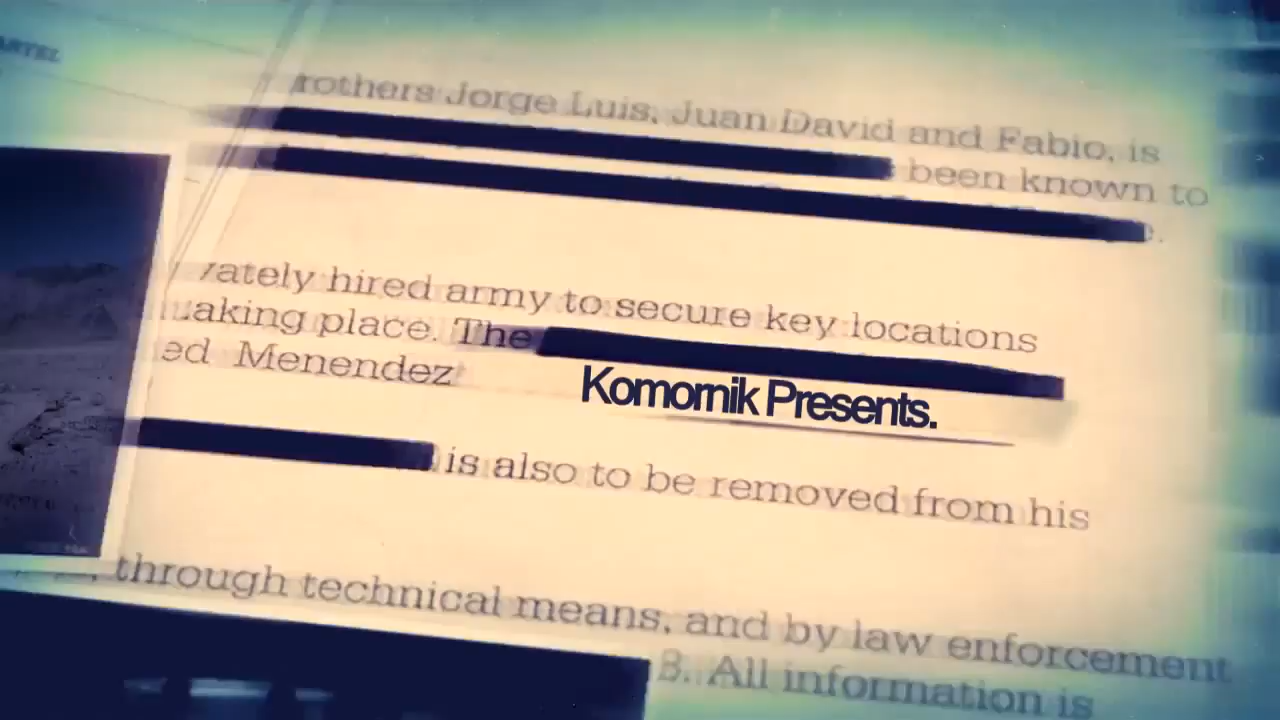 ARTEL
rothers Jorge Luis, Juan David and Fabio, is
been known to
ately hired army to secure key locations
aking place. The
ed Menendez
Komornik Presents.
is also to be removed from his
through technical means, and by law enforcement
B. All information is